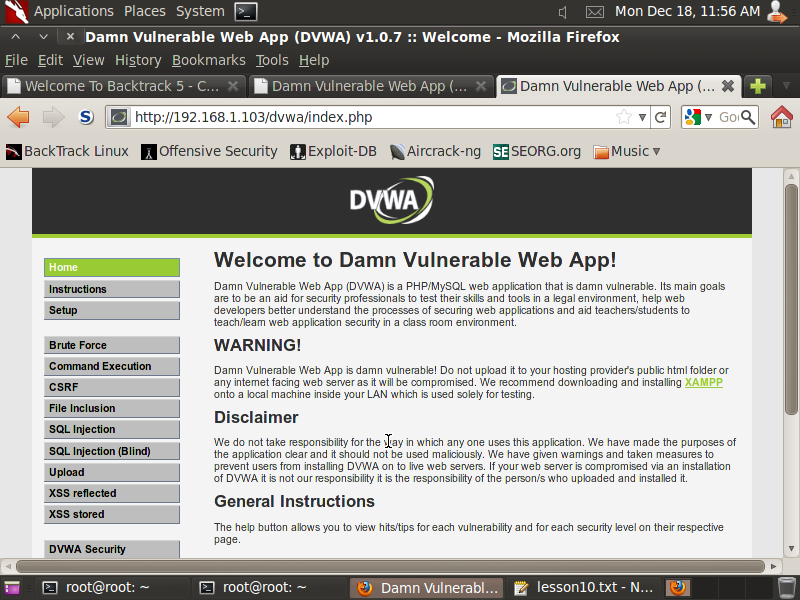 Applications Places System Mon Dec 18, 11:56 AM
Damn Vulnerable Web App (DVWA) v1.0.7 :: Welcome - Mozilla Firefox
File Edit View History Bookmarks Tools Help
Welcome To Backtrack 5 - C... Damn Vulnerable Web App (... Damn Vulnerable Web App (...
S http://192.168.1.103/dvwa/index.php Go
BackTrack Linux Offensive Security Exploit-DB Aircrack-ng SE SEORG.org Music
DVWA
Home
Instructions
Setup
Brute Force
Command Execution
CSRF
File Inclusion
SQL Injection
SQL Injection (Blind)
Upload
XSS reflected
XSS stored
DVWA Security
Welcome to Damn Vulnerable Web App!
Damn Vulnerable Web App (DVWA) is a PHP/MySQL web application that is damn vulnerable. Its main goals
are to be an aid for security professionals to test their skills and tools in a legal environment, help web
developers better understand the processes of securing web applications and aid teachers/students to
teach/learn web application security in a class room environment.
WARNING!
Damn Vulnerable Web App is damn vulnerable! Do not upload it to your hosting provider's public html folder or
any internet facing web server as it will be compromised. We recommend downloading and installing XAMPP
onto a local machine inside your LAN which is used solely for testing.
Disclaimer
We do not take responsibility for the way in which any one uses this application. We have made the purposes of
the application clear and it should not be used maliciously. We have given warnings and taken measures to
prevent users from installing DVWA on to live web servers. If your web server is compromised via an installation
of DVWA it is not our responsibility it is the responsibility of the person/s who uploaded and installed it.
General Instructions
The help button allows you to view hits/tips for each vulnerability and for each security level on their respective
page.
root@root: ~ root@root: ~ Damn Vulnerabl... lesson10.txt - N...